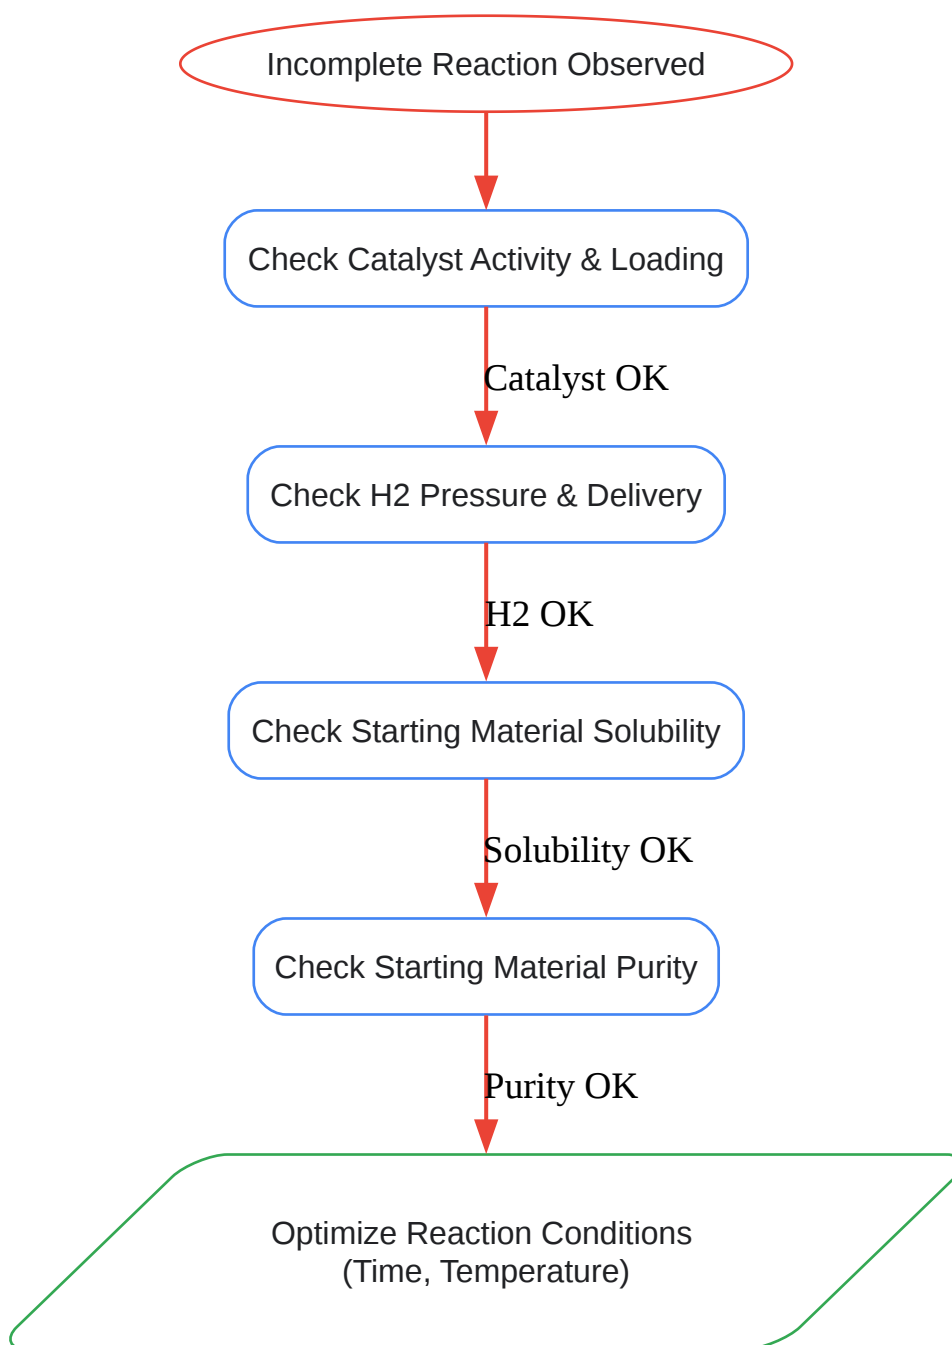 Incomplete Reaction Observed
Check Catalyst Activity & Loading
Catalyst OK
Check H2 Pressure & Delivery
H2 OK
Check Starting Material Solubility
Solubility OK
Check Starting Material Purity
Purity OK
Optimize Reaction Conditions
(Time, Temperature)